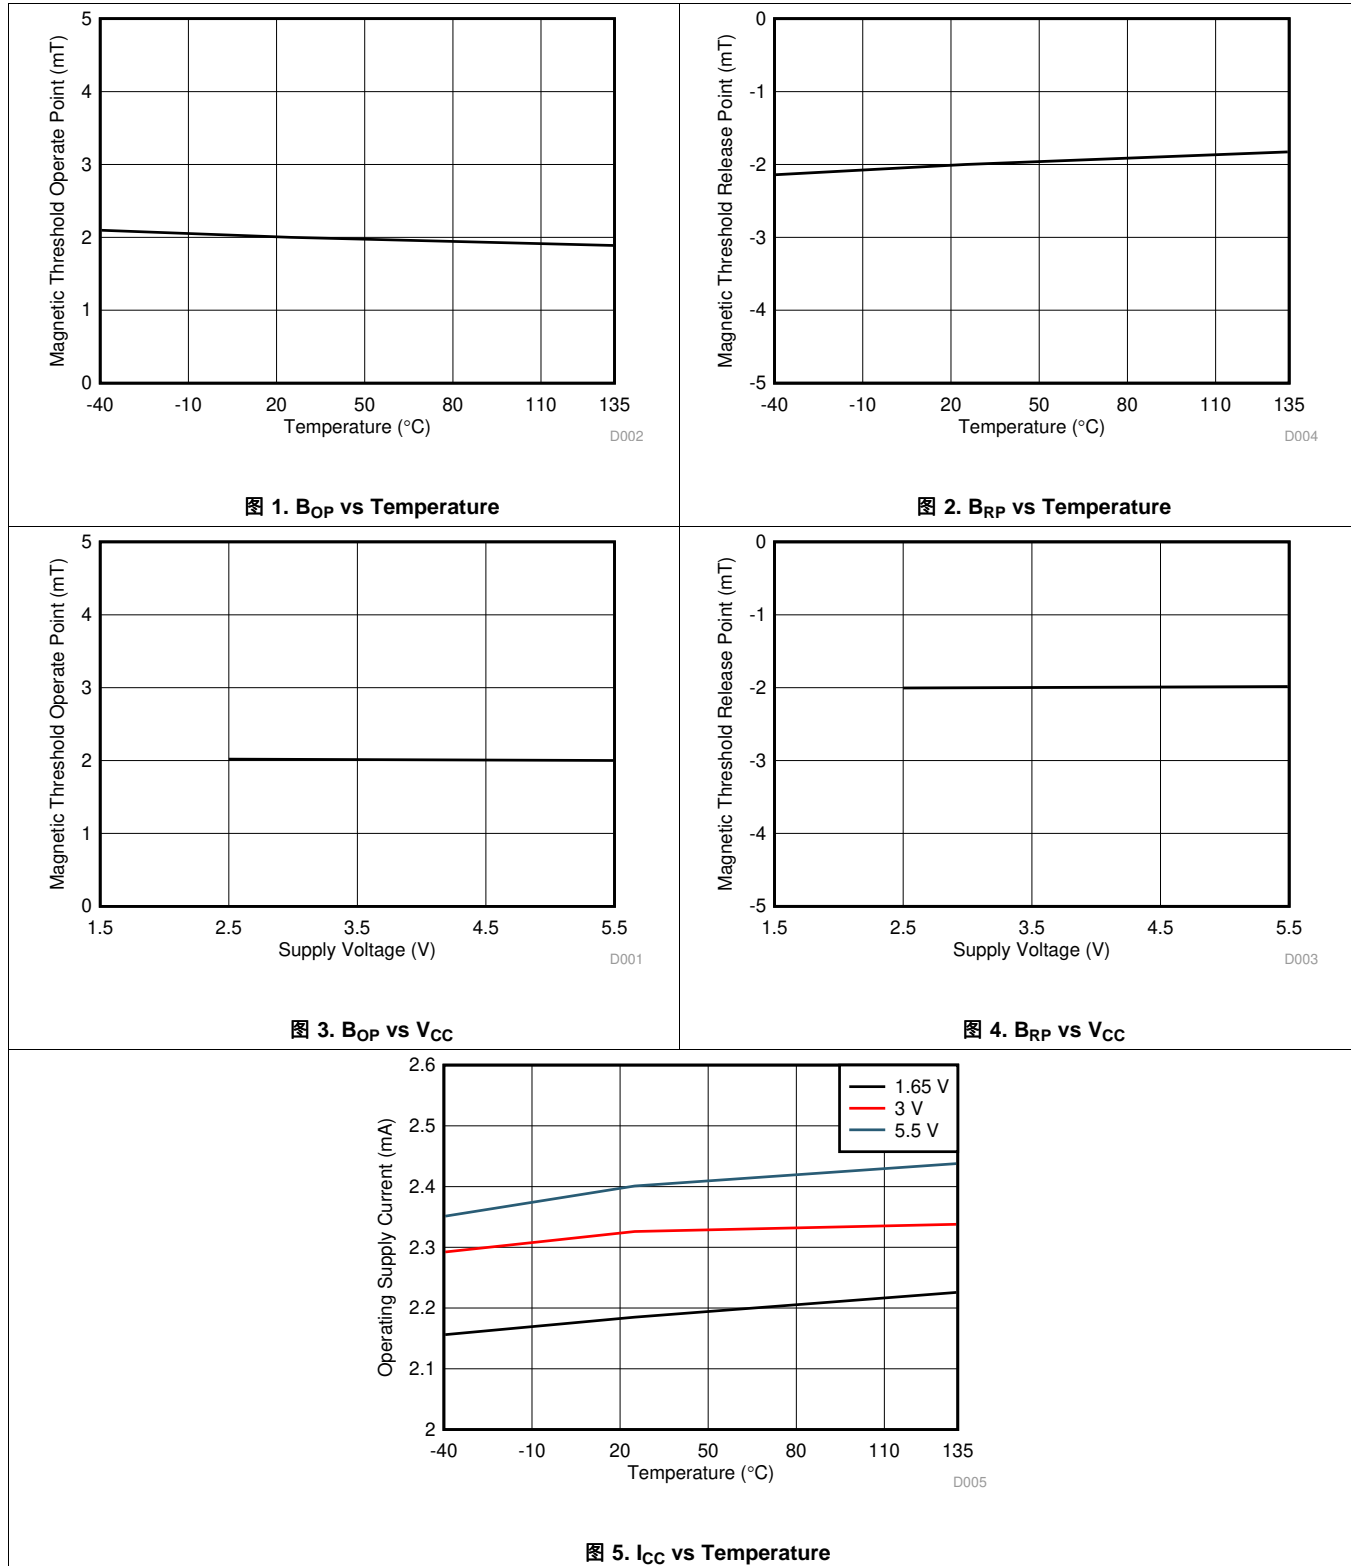 Magnetic Threshold Operate Point (mT)
5
4
3
2
1
0
-40 -10 20 50 80 110 135
Temperature (°C)
D002
图 1. BOP vs Temperature
Magnetic Threshold Release Point (mT)
0
-1
-2
-3
-4
-5
-40 -10 20 50 80 110 135
Temperature (°C)
D004
图 2. BRP vs Temperature
Magnetic Threshold Operate Point (mT)
5
4
3
2
1
0
1.5 2.5 3.5 4.5 5.5
Supply Voltage (V)
D001
图 3. BOP vs VCC
Magnetic Threshold Release Point (mT)
0
-1
-2
-3
-4
-5
1.5 2.5 3.5 4.5 5.5
Supply Voltage (V)
D003
图 4. BRP vs VCC
Operating Supply Current (mA)
2.6
2.5
2.4
2.3
2.2
2.1
2
1.65 V
3 V
5.5 V
-40 -10 20 50 80 110 135
Temperature (°C)
D005
图 5. ICC vs Temperature